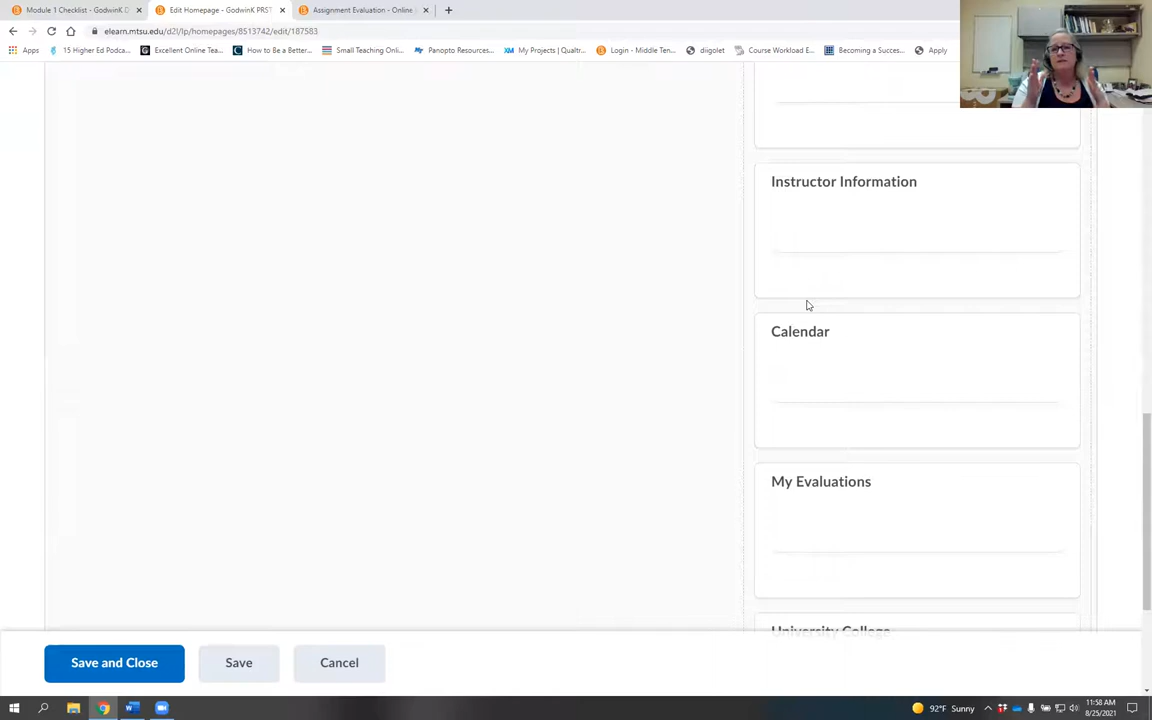 Module 1 Checklist - GodwinK D
Edit Homepage - GodwinK PRST
Assignment Evaluation - Online
elearn.mtsu.edu/d2l/lp/homepages/8513742/edit/187583
Apps
15 Higher Ed Podca...
Excellent Online Tea...
How to Be a Better...
Small Teaching Onli...
Panopto Resources...
My Projects | Qualtr...
Login - Middle Ten...
diigolet
Course Workload E...
Becoming a Succes...
Apply
Instructor Information
Calendar
My Evaluations
University College
Save and Close
Save
Cancel
92°F Sunny
11:58 AM
8/25/2021